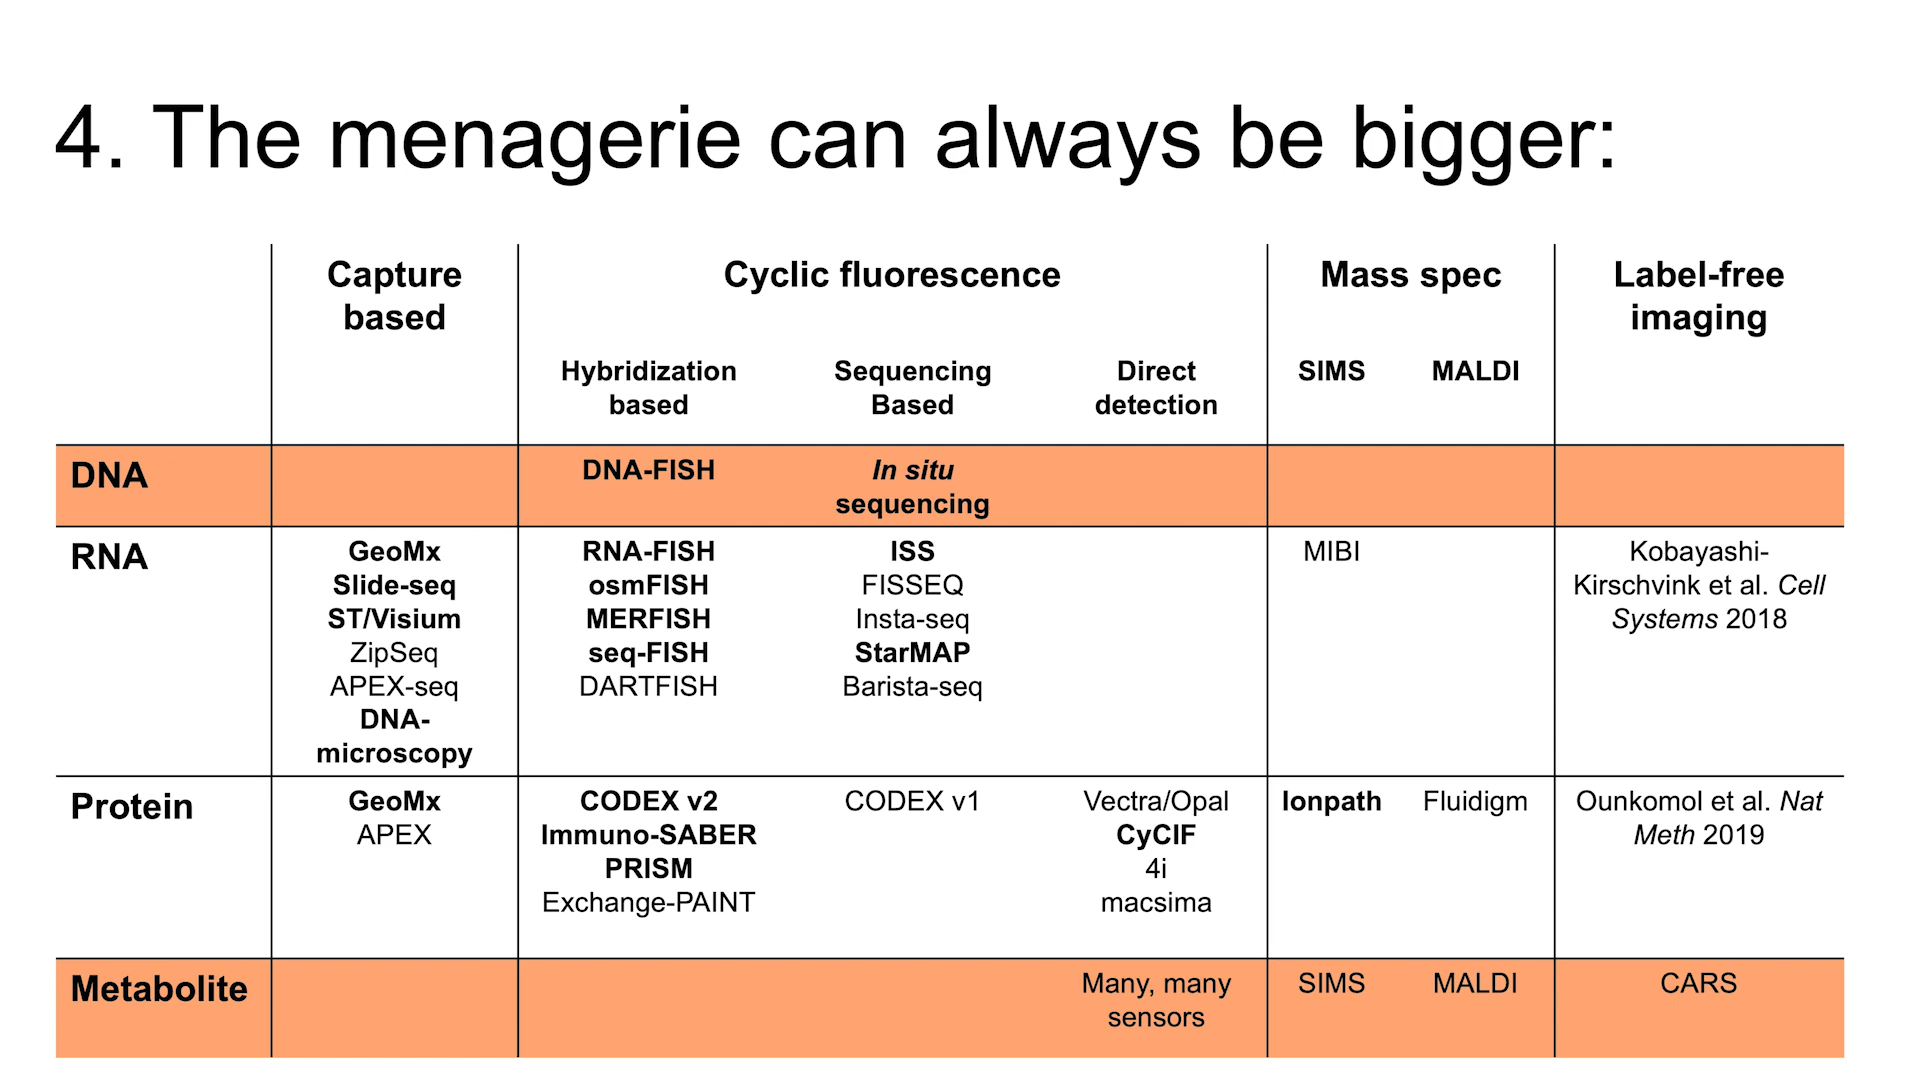 4. The menagerie can always be bigger:
Capture
based
Cyclic fluorescence
Mass spec
Label-free
imaging
Hybridization
based
Sequencing
Based
Direct
detection
SIMS
MALDI
DNA
DNA-FISH
In situ
sequencing
RNA
GeoMx
Slide-seq
ST/Visium
ZipSeq
APEX-seq
DNA-
microscopy
RNA-FISH
osmFISH
MERFISH
seq-FISH
DARTFISH
ISS
FISSEQ
Insta-seq
StarMAP
Barista-seq
MIBI
Kobayashi-
Kirschvink et al. Cell
Systems 2018
Protein
GeoMx
APEX
CODEX v2
Immuno-SABER
PRISM
Exchange-PAINT
CODEX v1
Vectra/Opal
CyCIF
4i
macsima
Ionpath
Fluidigm
Ounkomol et al. Nat
Meth 2019
Metabolite
Many, many
sensors
SIMS
MALDI
CARS